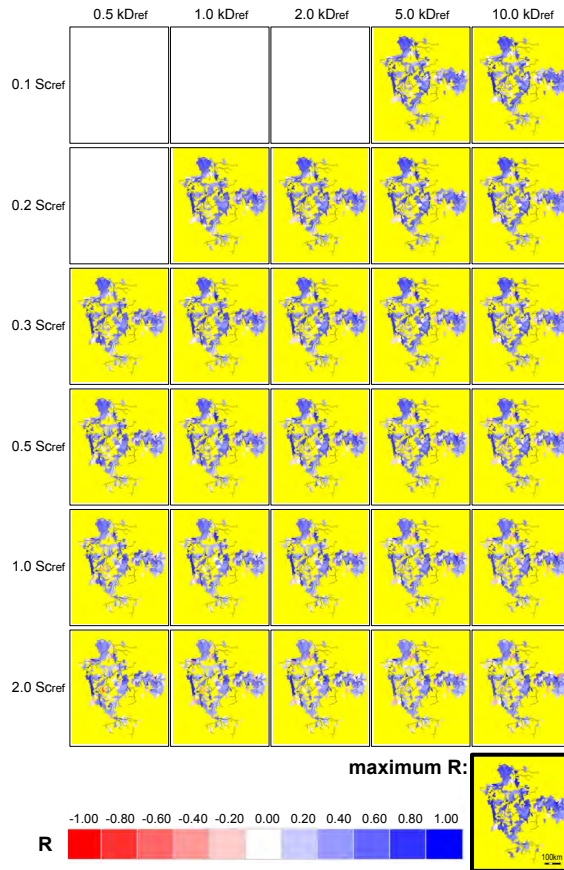 0.5 kDref 1.0 kDref 2.0 kDref 5.0 kDref 10.0 kDref
0.1 Scref
0.2 Scref
0.3 Scref
0.5 Scref
1.0 Scref
2.0 Scref
maximum R:
-1.00 -0.80 -0.60 -0.40 -0.20 0.00 0.20 0.40 0.60 0.80 1.00
R
100km